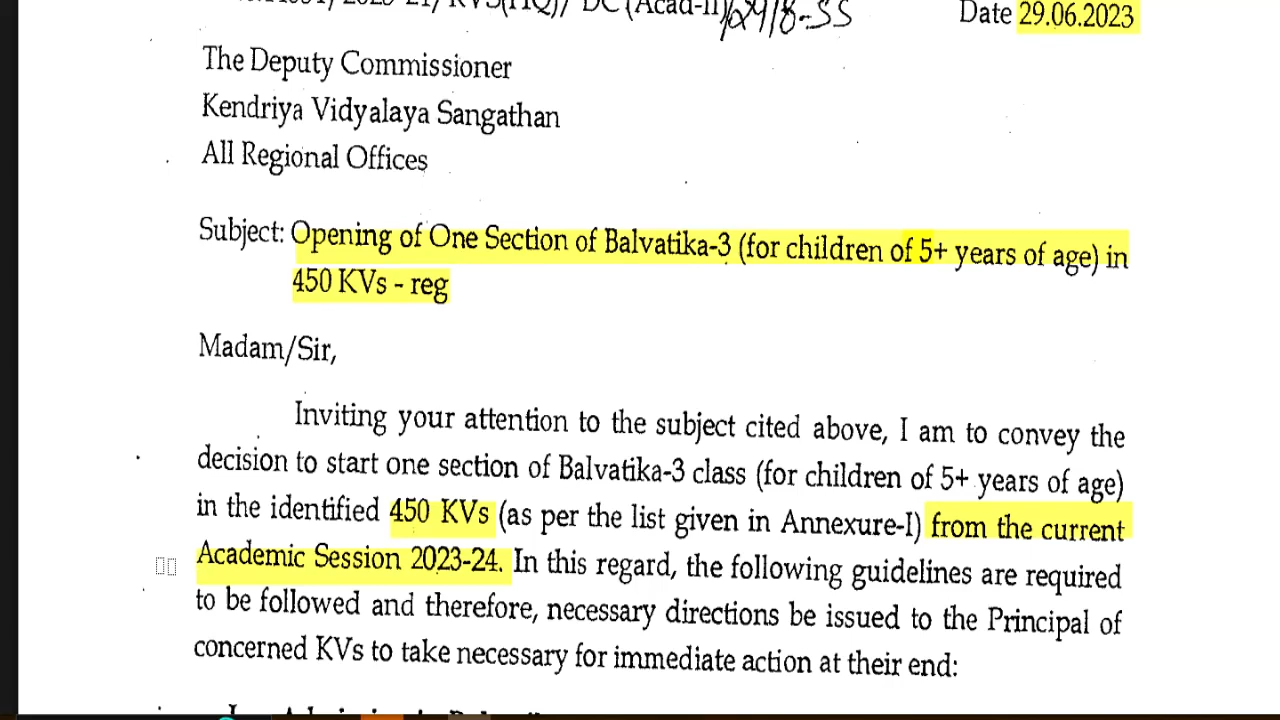 Date 29.06.2023
The Deputy Commissioner
Kendriya Vidyalaya Sangathan
All Regional Offices
Subject: Opening of One Section of Balvatika-3 (for children of 5+ years of age) in
450 KVs - reg
Madam/Sir,
Inviting your attention to the subject cited above, I am to convey the
decision to start one section of Balvatika-3 class (for children of 5+ years of age)
in the identified 450 KVs (as per the list given in Annexure-I) from the current
Academic Session 2023-24. In this regard, the following guidelines are required
to be followed and therefore, necessary directions be issued to the Principal of
concerned KVs to take necessary for immediate action at their end: